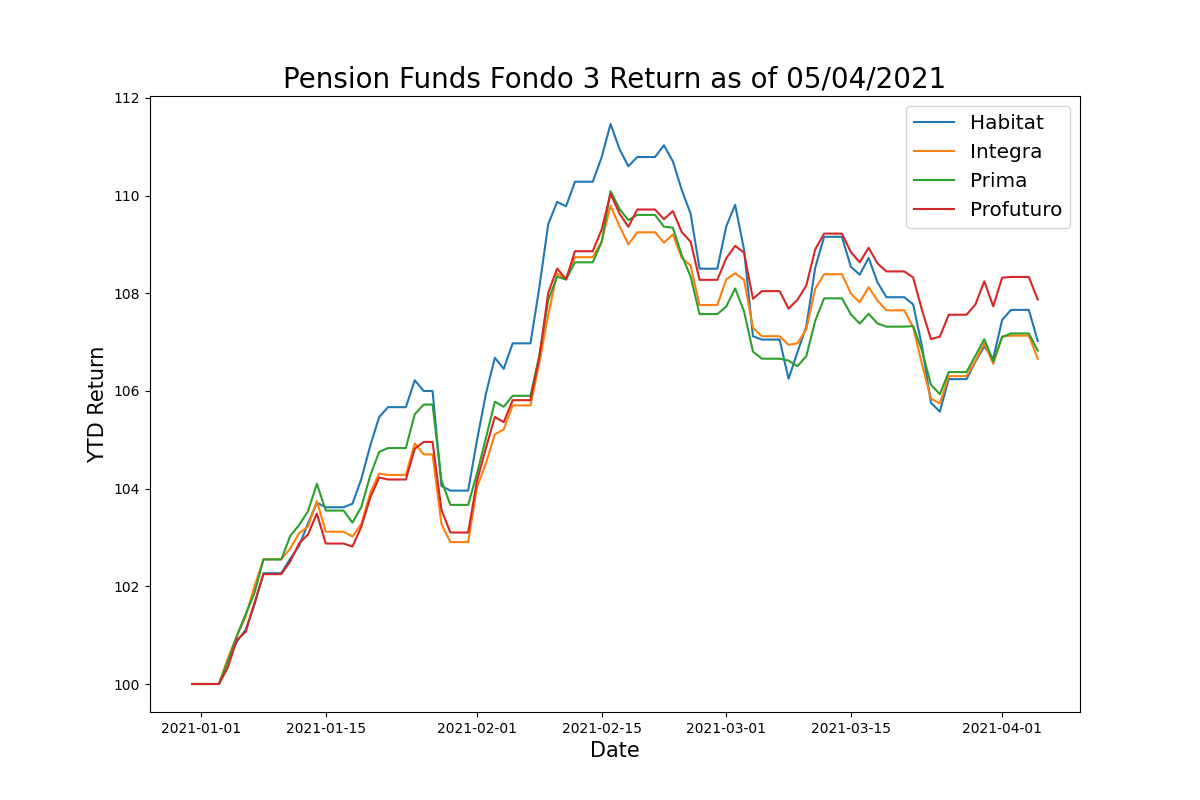 Pension Funds Fondo 3 Return as of 05/04/2021
112
110
108
106
104
102
100
YTD Return
Habitat
Integra
Prima
Profuturo
2021-01-01
2021-01-15
2021-02-01
2021-02-15
2021-03-01
2021-03-15
2021-04-01
Date